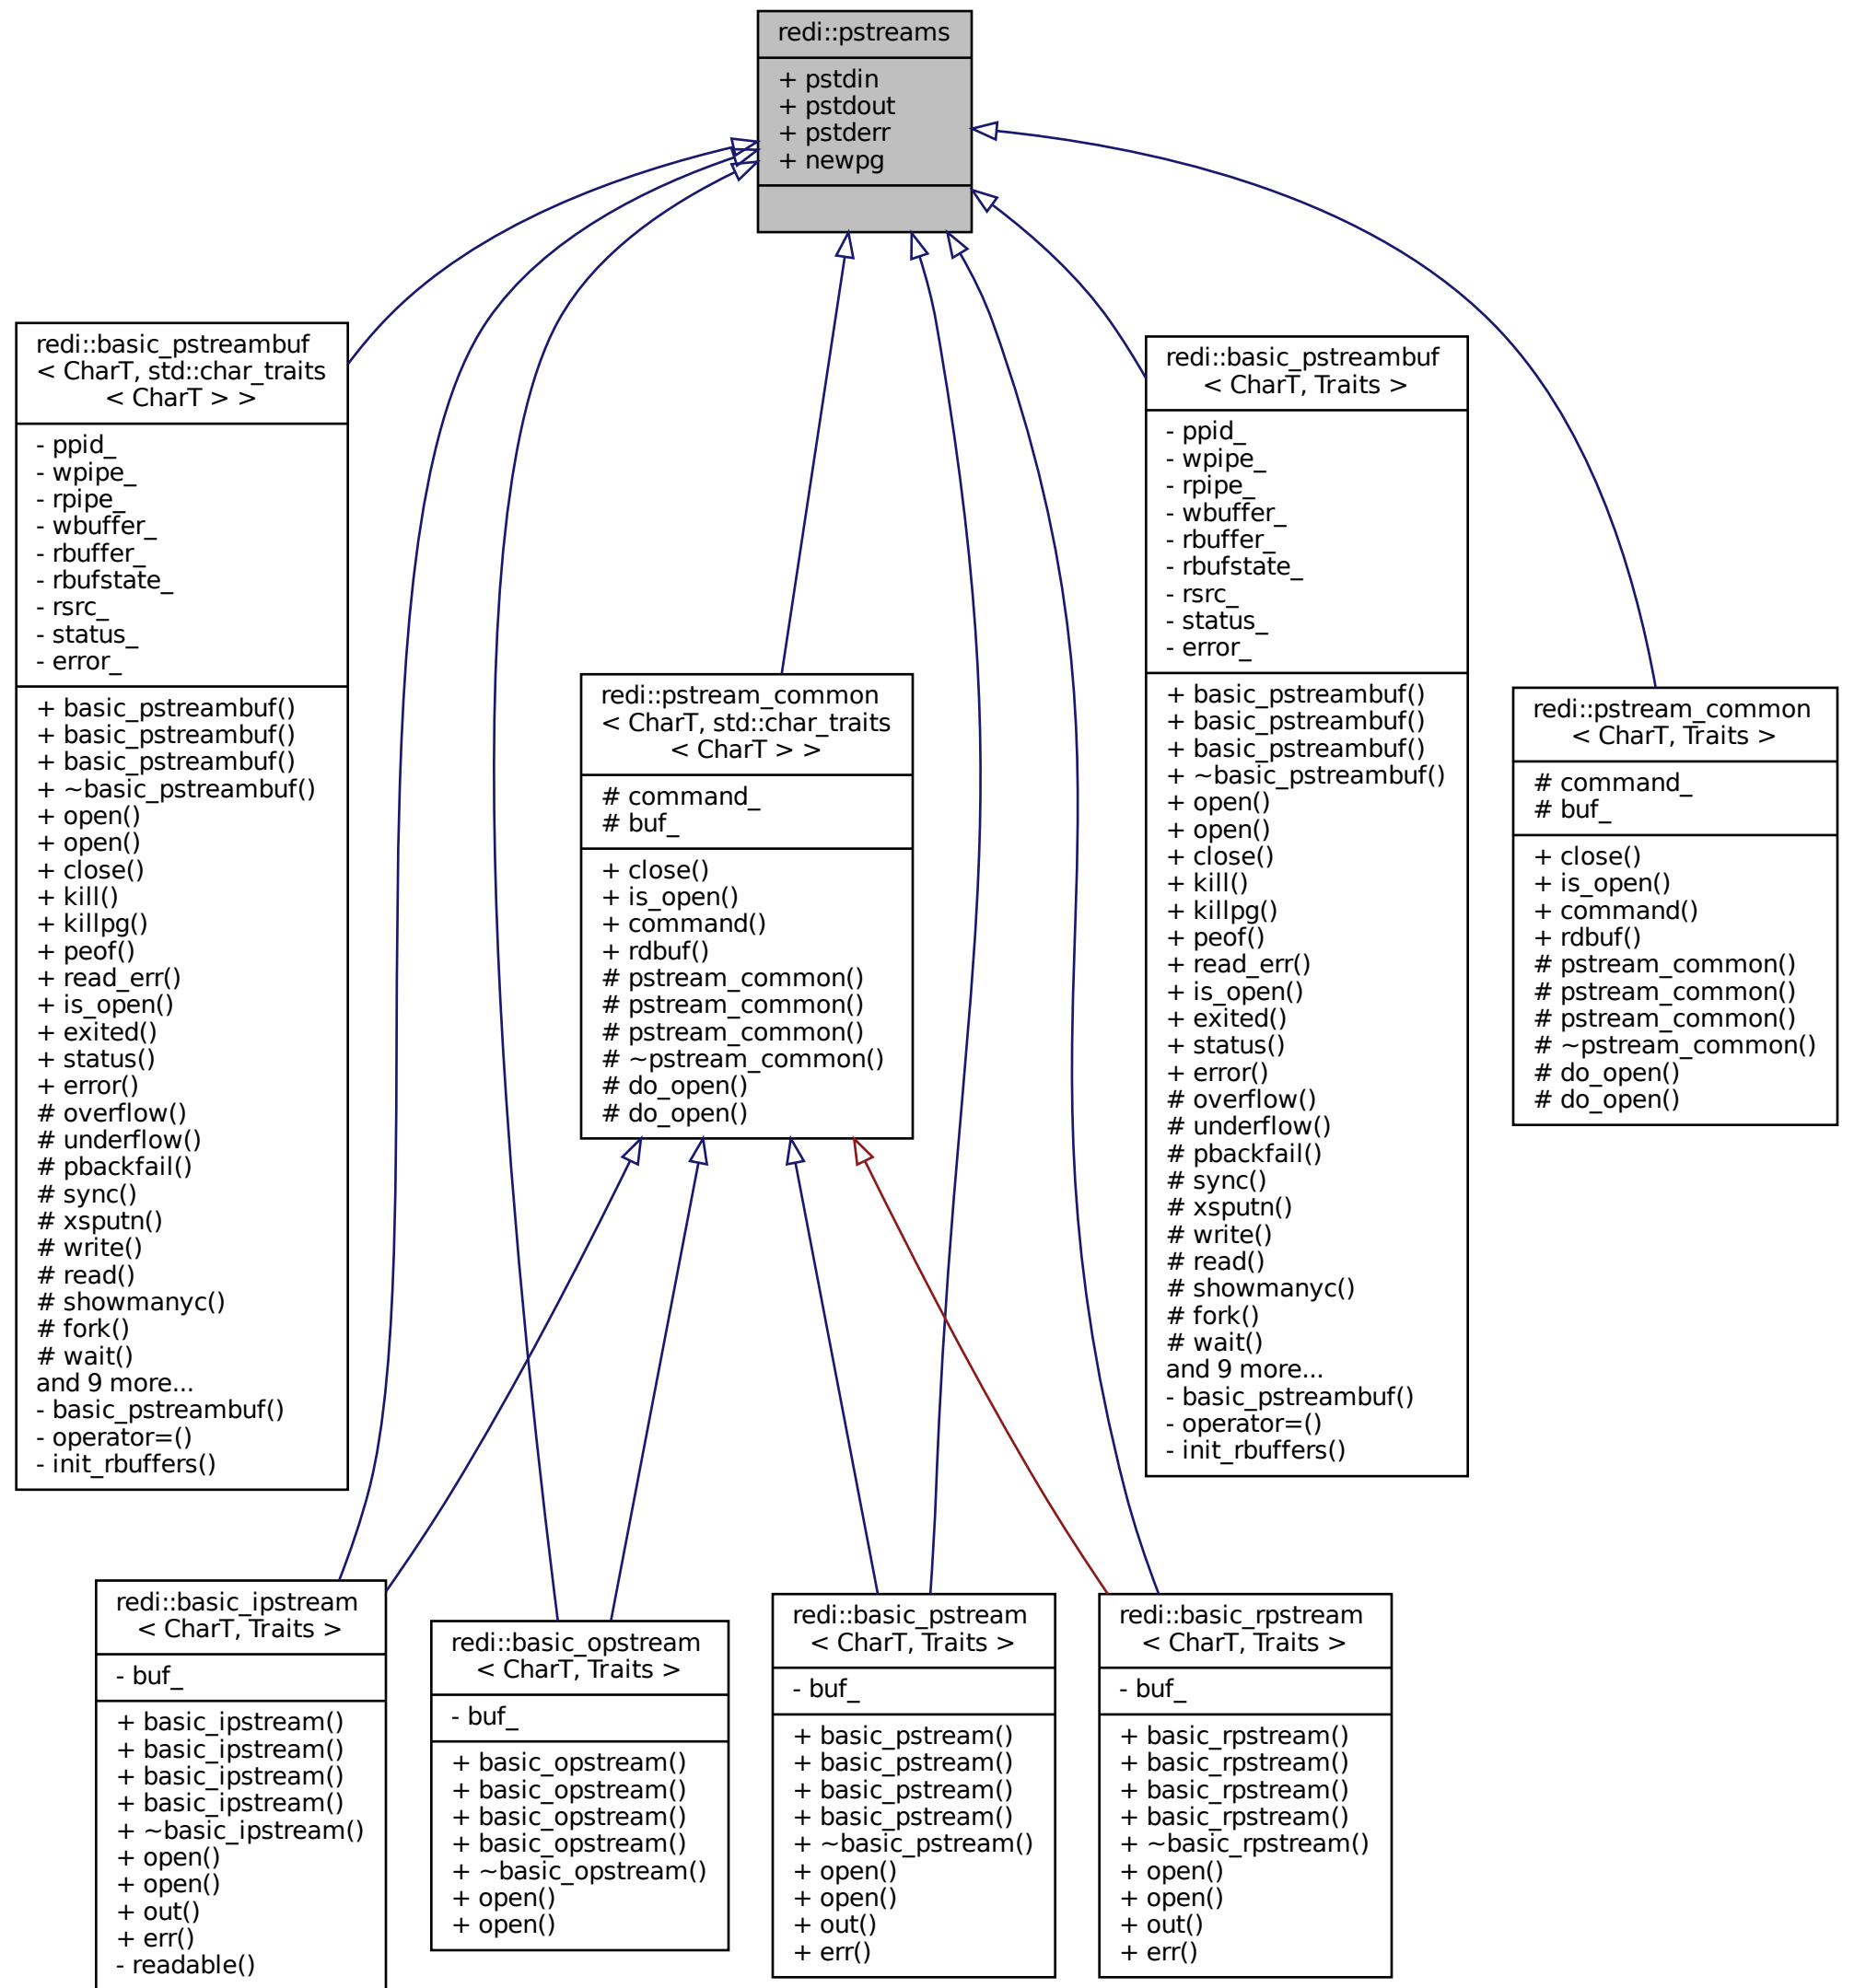 redi::pstreams
+ pstdin
+ pstdout
+ pstderr
+ newpg
redi::basic_pstreambuf
< CharT, std::char_traits
< CharT > >
- ppid_
- wpipe_
- rpipe_
- wbuffer_
- rbuffer_
- rbufstate_
- rsrc_
- status_
- error_
+ basic_pstreambuf()
+ basic_pstreambuf()
+ basic_pstreambuf()
+ ~basic_pstreambuf()
+ open()
+ open()
+ close()
+ kill()
+ killpg()
+ peof()
+ read_err()
+ is_open()
+ exited()
+ status()
+ error()
# overflow()
# underflow()
# pbackfail()
# sync()
# xsputn()
# write()
# read()
# showmanyc()
# fork()
# wait()
and 9 more...
- basic_pstreambuf()
- operator=()
- init_rbuffers()
redi::pstream_common
< CharT, std::char_traits
< CharT > >
# command_
# buf_
+ close()
+ is_open()
+ command()
+ rdbuf()
# pstream_common()
# pstream_common()
# pstream_common()
# ~pstream_common()
# do_open()
# do_open()
redi::basic_pstreambuf
< CharT, Traits >
- ppid_
- wpipe_
- rpipe_
- wbuffer_
- rbuffer_
- rbufstate_
- rsrc_
- status_
- error_
+ basic_pstreambuf()
+ basic_pstreambuf()
+ basic_pstreambuf()
+ ~basic_pstreambuf()
+ open()
+ open()
+ close()
+ kill()
+ killpg()
+ peof()
+ read_err()
+ is_open()
+ exited()
+ status()
+ error()
# overflow()
# underflow()
# pbackfail()
# sync()
# xsputn()
# write()
# read()
# showmanyc()
# fork()
# wait()
and 9 more...
- basic_pstreambuf()
- operator=()
- init_rbuffers()
redi::pstream_common
< CharT, Traits >
# command_
# buf_
+ close()
+ is_open()
+ command()
+ rdbuf()
# pstream_common()
# pstream_common()
# pstream_common()
# ~pstream_common()
# do_open()
# do_open()
redi::basic_ipstream
< CharT, Traits >
- buf_
+ basic_ipstream()
+ basic_ipstream()
+ basic_ipstream()
+ basic_ipstream()
+ ~basic_ipstream()
+ open()
+ open()
+ out()
+ err()
- readable()
redi::basic_opstream
< CharT, Traits >
- buf_
+ basic_opstream()
+ basic_opstream()
+ basic_opstream()
+ basic_opstream()
+ ~basic_opstream()
+ open()
+ open()
redi::basic_pstream
< CharT, Traits >
- buf_
+ basic_pstream()
+ basic_pstream()
+ basic_pstream()
+ basic_pstream()
+ ~basic_pstream()
+ open()
+ open()
+ out()
+ err()
redi::basic_rpstream
< CharT, Traits >
- buf_
+ basic_rpstream()
+ basic_rpstream()
+ basic_rpstream()
+ basic_rpstream()
+ ~basic_rpstream()
+ open()
+ open()
+ out()
+ err()